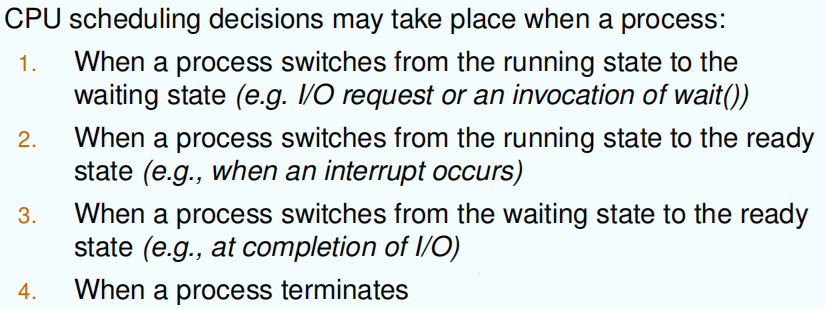 CPU scheduling decisions may take place when a process:
1. When a process switches from the running state to the
waiting state (e.g. I/O request or an invocation of wait())
2. When a process switches from the running state to the ready
state (e.g., when an interrupt occurs)
3. When a process switches from the waiting state to the ready
state (e.g., at completion of I/O)
4. When a process terminates